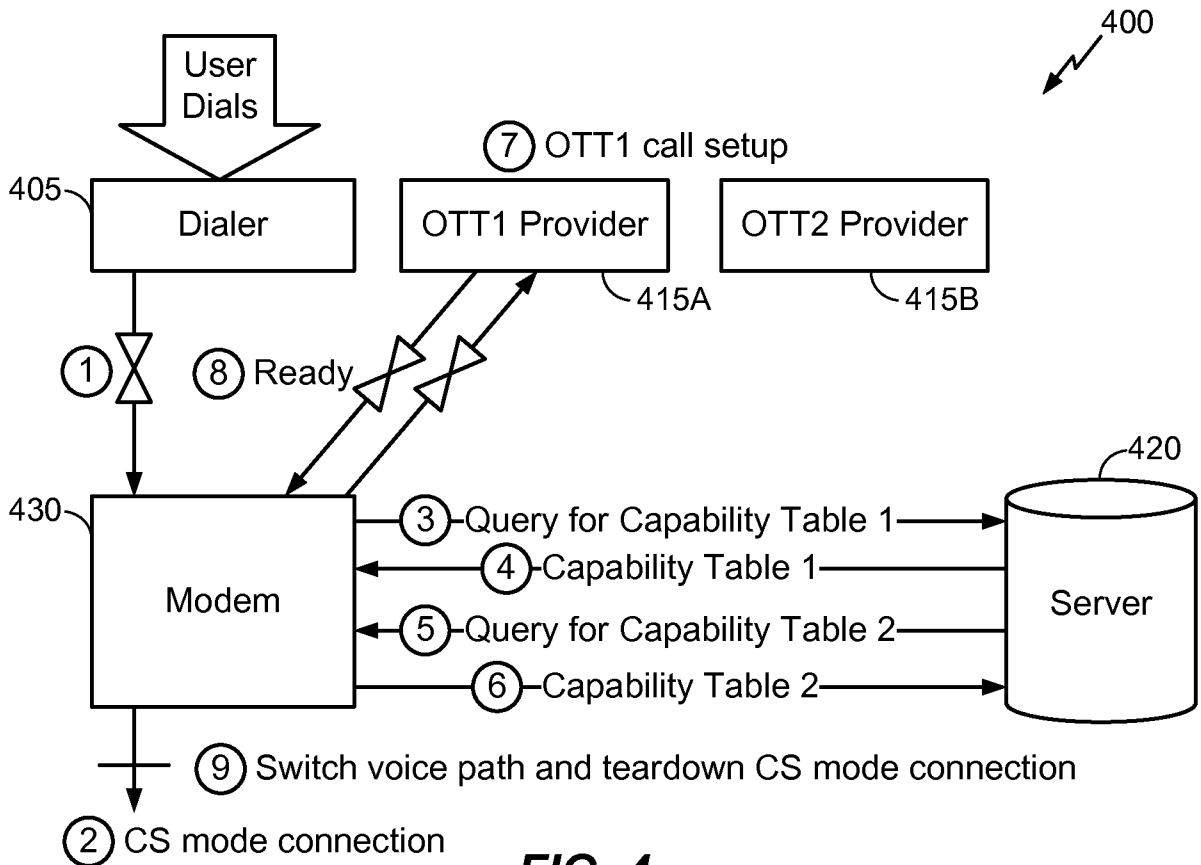 400
User
Dials
7 OTT1 call setup
405
Dialer
OTT1 Provider
OTT2 Provider
415A
415B
1
8 Ready
420
430
Modem
3 Query for Capability Table 1
4 Capability Table 1
5 Query for Capability Table 2
6 Capability Table 2
Server
9 Switch voice path and teardown CS mode connection
2 CS mode connection
FIG. 4